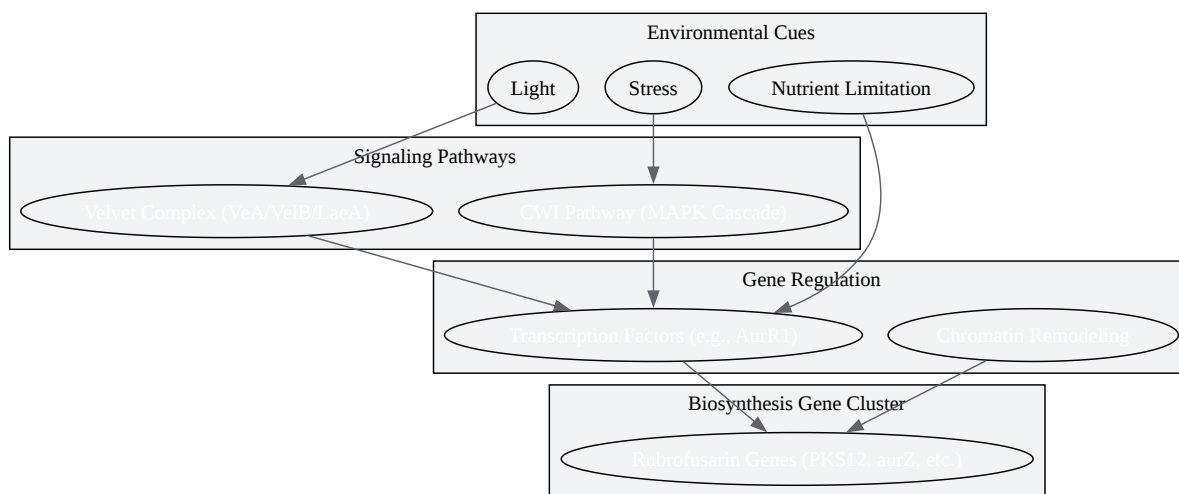 Environmental Cues
Light
Stress
Nutrient Limitation
Signaling Pathways
Velvet Complex (VeA/VelB/LaeA)
CWI Pathway (MAPK Cascade)
Gene Regulation
Transcription Factors (e.g., AurR1)
Chromatin Remodeling
Biosynthesis Gene Cluster
Rubrofusarin Genes (PKS12, aurZ, etc.)